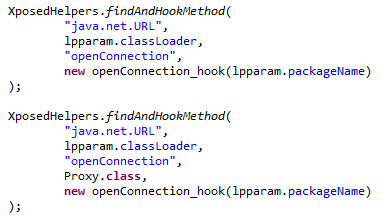 XposedHelpers.findAndHookMethod(
"java.net.URL",
lpparam.classLoader,
"openConnection",
new openConnection_hook(lpparam.packageName)
);
XposedHelpers.findAndHookMethod(
"java.net.URL",
lpparam.classLoader,
"openConnection",
Proxy.class,
new openConnection_hook(lpparam.packageName)
);